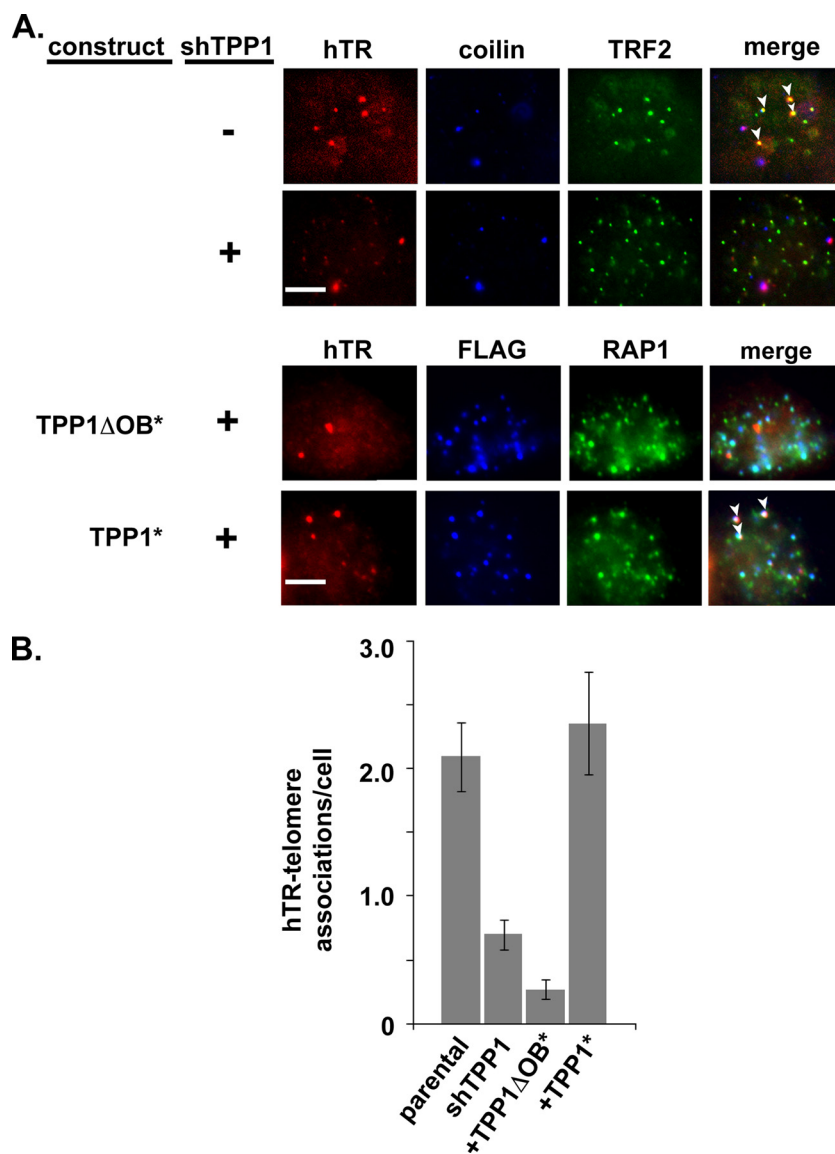 A.
construct shTPP1 hTR coilin TRF2 merge
-
+
hTR FLAG RAP1 merge
TPP1ΔOB* +
TPP1* +
B.
3.0
2.0
1.0
0
hTR-telomere
associations/cell
parental
shTPP1
+TPP1ΔOB*
+TPP1*